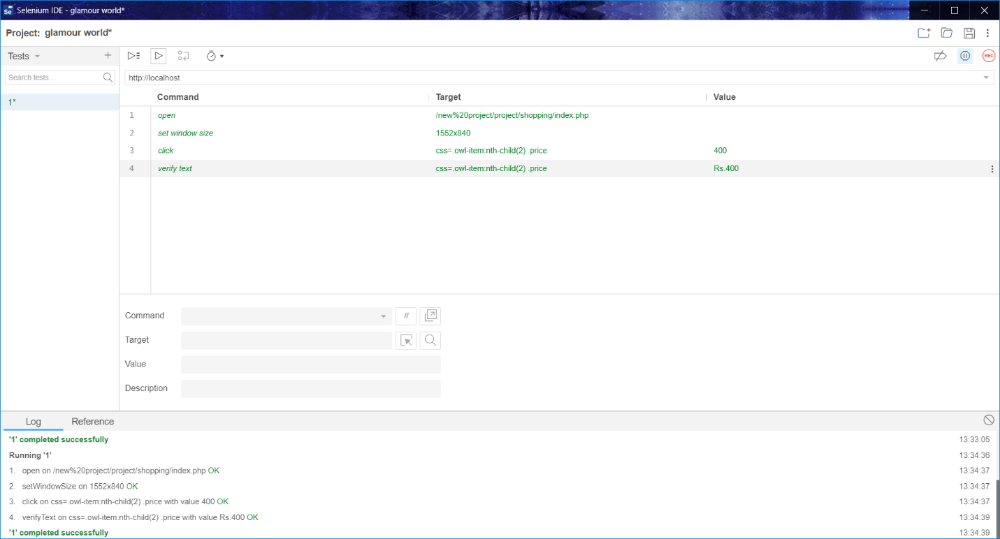 Se Selenium IDE - glamour world*
Project: glamour world*
Tests
Search tests...
1*
REC
http://localhost
Command Target Value
1 open /new%20project/project/shopping/index.php
2 set window size 1552x840
3 click css=.owl-item:nth-child(2) .price 400
4 verify text css=.owl-item:nth-child(2) .price Rs.400
Command //
Target
Value
Description
Log Reference
'1' completed successfully 13:33:05
Running '1' 13:34:36
1. open on /new%20project/project/shopping/index.php OK 13:34:37
2. setWindowSize on 1552x840 OK 13:34:37
3. click on css=.owl-item:nth-child(2) .price with value 400 OK 13:34:37
4. verifyText on css=.owl-item:nth-child(2) .price with value Rs.400 OK 13:34:39
'1' completed successfully 13:34:39